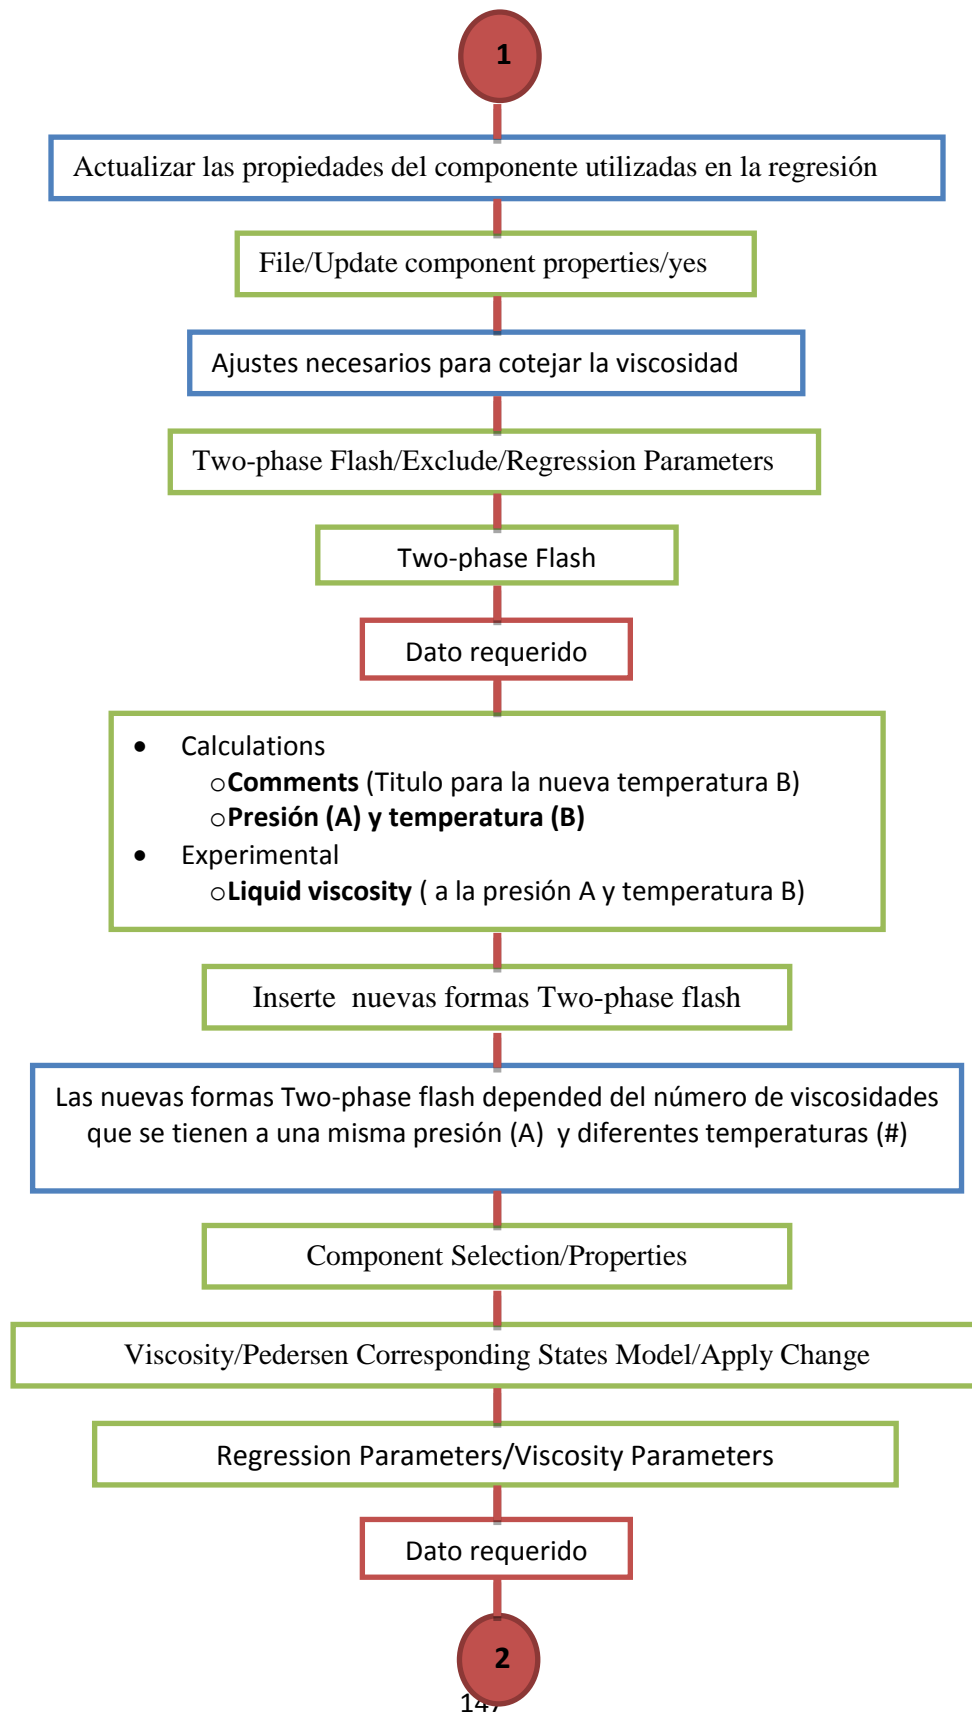 1
Actualizar las propiedades del componente utilizadas en la regresión
File/Update component properties/yes
Ajustes necesarios para cotejar la viscosidad
Two-phase Flash/Exclude/Regression Parameters
Two-phase Flash
Dato requerido
• Calculations
o Comments (Titulo para la nueva temperatura B)
o Presión (A) y temperatura (B)
• Experimental
o Liquid viscosity ( a la presión A y temperatura B)
Inserte nuevas formas Two-phase flash
Las nuevas formas Two-phase flash depended del número de viscosidades
que se tienen a una misma presión (A) y diferentes temperaturas (#)
Component Selection/Properties
Viscosity/Pedersen Corresponding States Model/Apply Change
Regression Parameters/Viscosity Parameters
Dato requerido
2
147